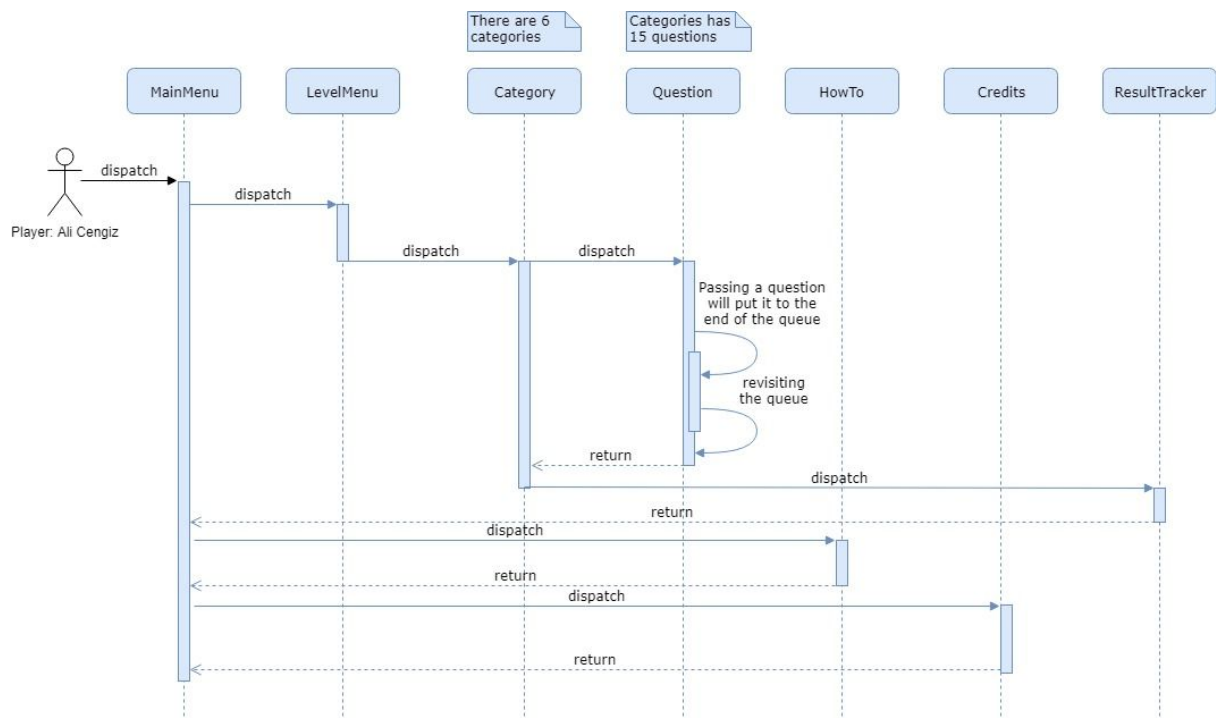 There are 6
categories
Categories has
15 questions
MainMenu
LevelMenu
Category
Question
HowTo
Credits
ResultTracker
dispatch
Player: Ali Cengiz
dispatch
dispatch
dispatch
Passing a question
will put it to the
end of the queue
revisiting
the queue
return
dispatch
return
dispatch
return
dispatch
return